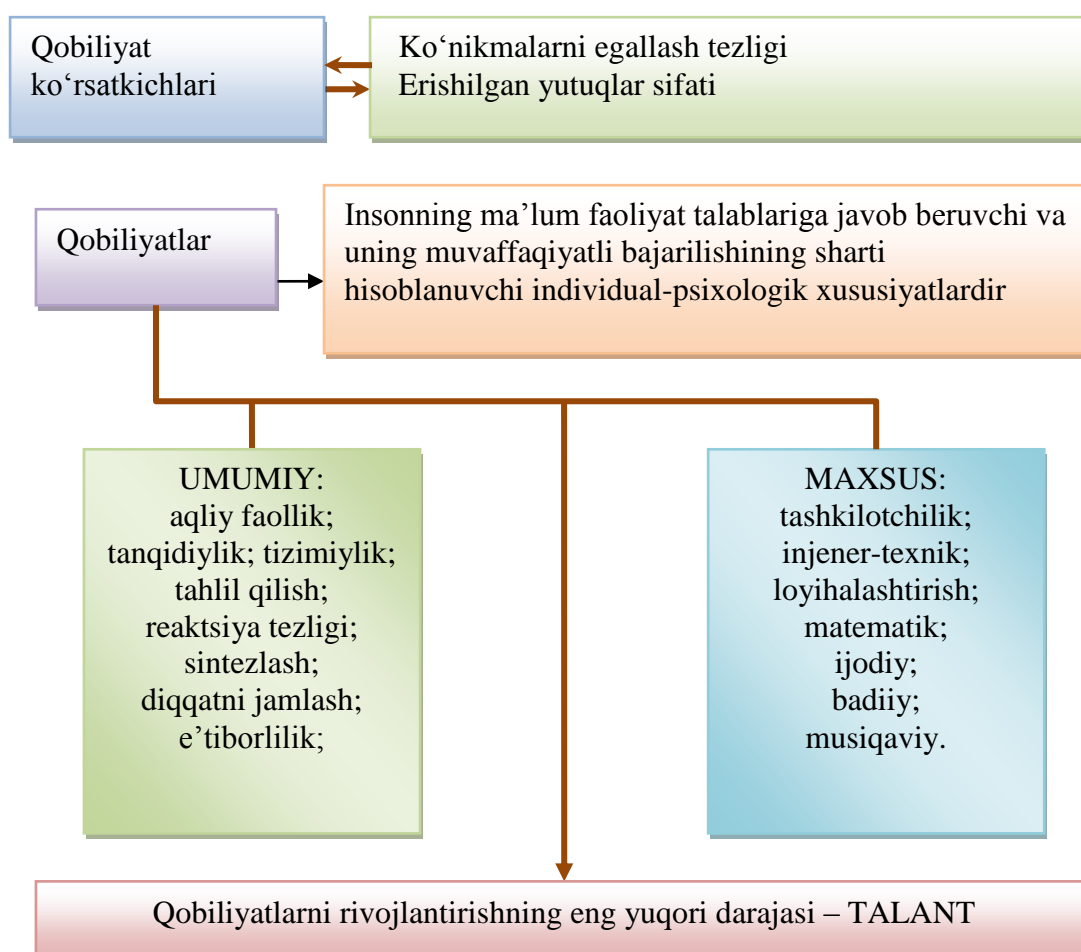 Qobiliyat
ko‘rsatkichlari
Ko‘nikmalarni egallash tezligi
Erishilgan yutuqlar sifati
Qobiliyatlar
Insonning ma’lum faoliyat talablariga javob beruvchi va
uning muvaffaqiyatli bajarilishining sharti
hisoblanuvchi individual-psixologik xususiyatlardir
UMUMIY:
aqliy faollik;
tanqidiylik; tizimiylik;
tahlil qilish;
reaktsiya tezligi;
sintezlash;
diqqatni jamlash;
e’tiborlilik;
MAXSUS:
tashkilotchilik;
injener-texnik;
loyihalashtirish;
matematik;
ijodiy;
badiiy;
musiqaviy.
Qobiliyatlarni rivojlantirishning eng yuqori darajasi – TALANT